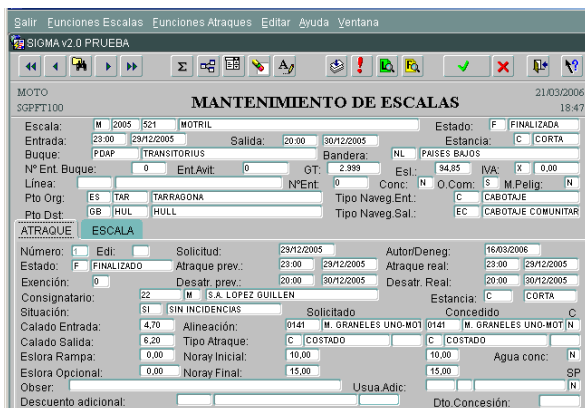 Salir Funciones Escalas Funciones Atraques Editar Ayuda Ventana
SIGMA v2.0 PRUEBA
MOTO 21/03/2006
SGPFT100 MANTENIMIENTO DE ESCALAS 18:47
Escala: M 2005 521 MOTRIL Estado: F FINALIZADA
Entrada: 23:00 29/12/2005 Salida: 20:00 30/12/2005 Estancia: C CORTA
Buque: PDAP TRANSITORIUS Bandera: NL PAISES BAJOS
Nº Ent. Buque: 0 Ent.Avit: 0 GT: 2.999 Esl.: 94,85 IVA: X 0,00
Línea: NºEnt: 0 Conc: N O.Com: S M.Pelig: N
Pto Org: ES TAR TARRAGONA Tipo Naveg.Ent.: C CABOTAJE
Pto Dst: GB HUL HULL Tipo Naveg.Sal.: EC CABOTAJE COMUNITAR
ATRAQUE ESCALA
Número: 1 Edi: Solicitud: 29/12/2005 Autor/Deneg: 16/03/2006
Estado: F FINALIZADO Atraque prev.: 23:00 29/12/2005 Atraque real: 23:00 29/12/2005
Exención: 0 Desatr. prev.: 20:00 30/12/2005 Desatr. Real: 20:00 30/12/2005
Consignatario: 22 M S.A. LOPEZ GUILLEN Estancia: C CORTA
Situación: SI SIN INCIDENCIAS Solicitado Concedido C
Calado Entrada: 4,70 Alineación: 0141 M. GRANELES UNO-MOT 0141 M. GRANELES UNO-MOT N
Calado Salida: 6,20 Tipo Atraque: C COSTADO C COSTADO
Eslora Rampa: 0,00 Noray Inicial: 10,00 10,00 Agua conc: N
Eslora Opcional: 0,00 Noray Final: 15,00 15,00 SP
Obser: Usua.Adic: N
Descuento adicional: Dto.Concesión: